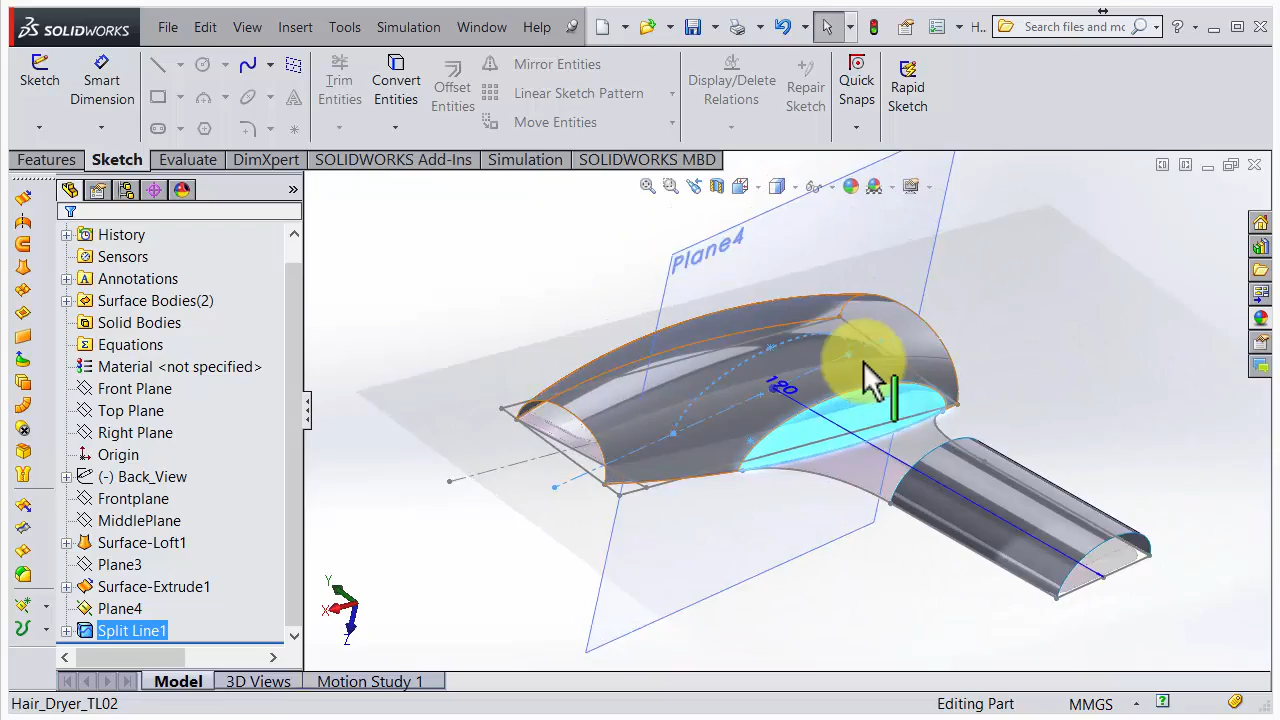 SOLIDWORKS File Edit View Insert Tools Simulation Window Help H... Search files and mo ?
Sketch Smart Dimension Trim Entities Convert Entities Offset Entities Mirror Entities Display/Delete Relations Repair Sketch Quick Snaps Rapid Sketch
Linear Sketch Pattern
Move Entities
Features Sketch Evaluate DimXpert SOLIDWORKS Add-Ins Simulation SOLIDWORKS MBD
History
Sensors
Annotations
Surface Bodies(2)
Solid Bodies
Equations
Material <not specified>
Front Plane
Top Plane
Right Plane
Origin
(-) Back_View
Frontplane
MiddlePlane
Surface-Loft1
Plane3
Surface-Extrude1
Plane4
Split Line1
Plane4
180
Y
X
Z
Model 3D Views Motion Study 1
Hair_Dryer_TL02 Editing Part MMGS ?